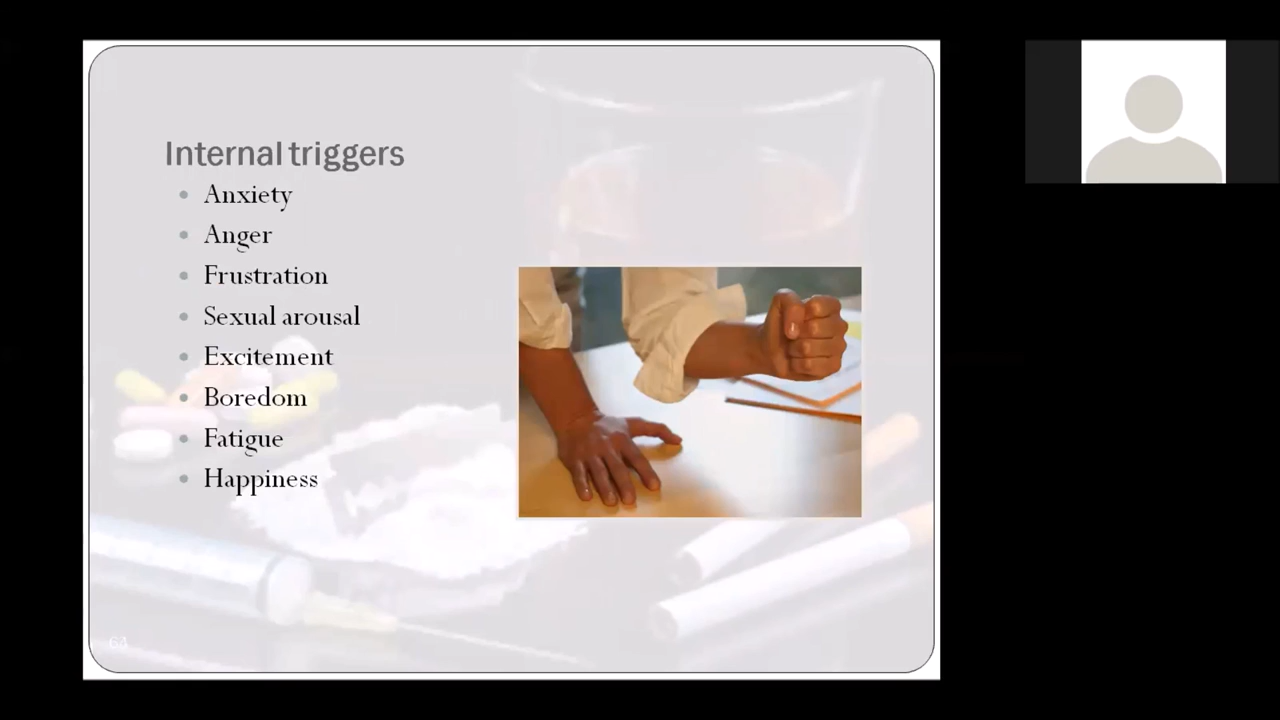 Internal triggers
Anxiety
Anger
Frustration
Sexual arousal
Excitement
Boredom
Fatigue
Happiness